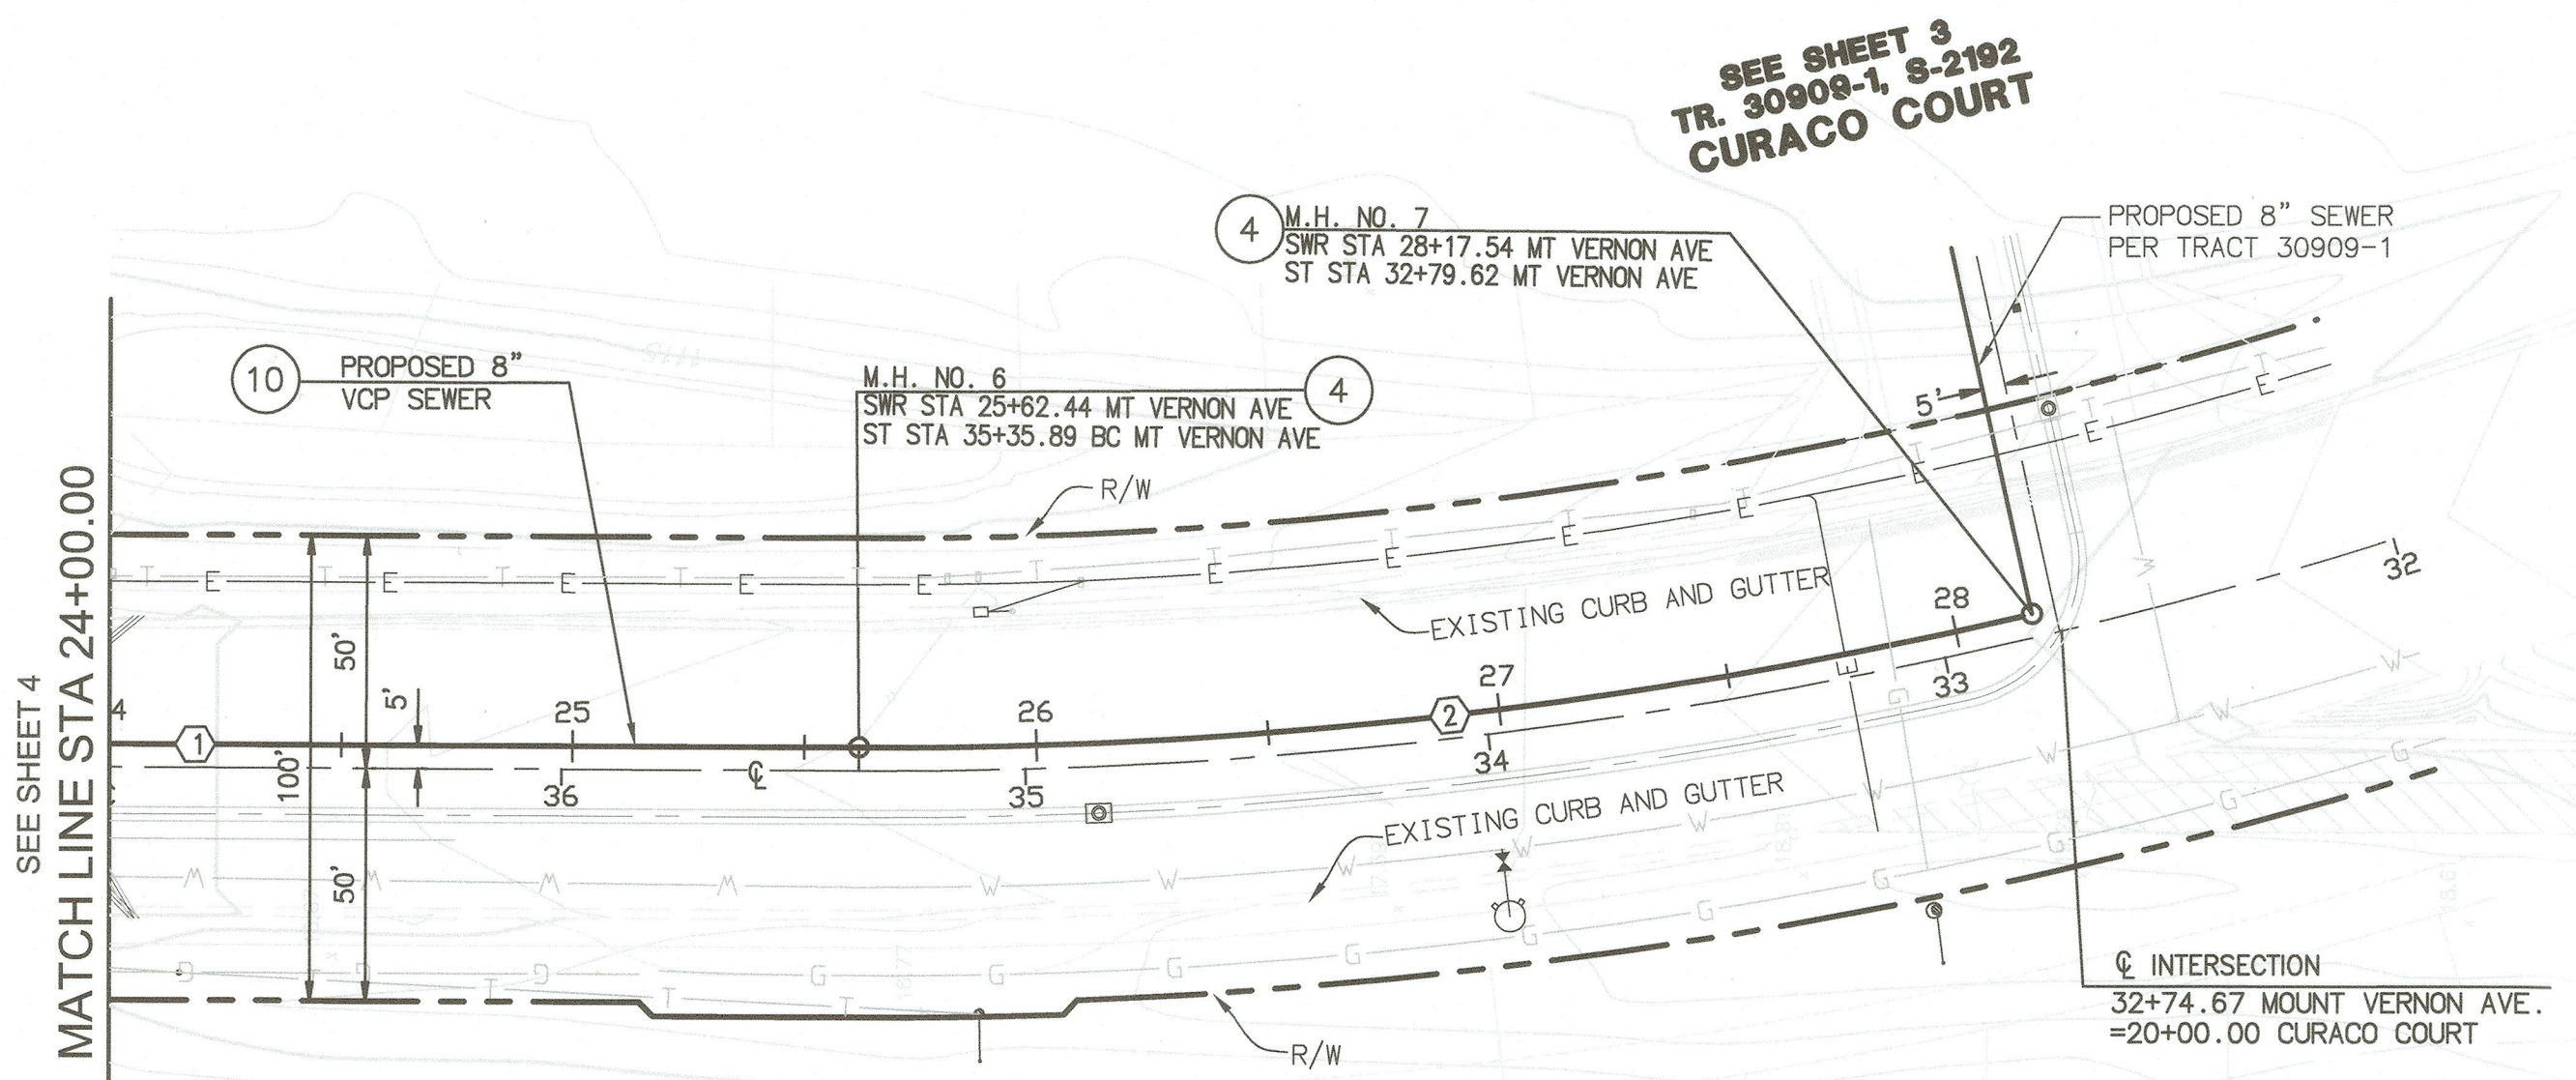 SEE SHEET 3
TR. 30909-1, S-2192
CURACO COURT
4
M.H. NO. 7
SWR STA 28+17.54 MT VERNON AVE
ST STA 32+79.62 MT VERNON AVE
PROPOSED 8" SEWER
PER TRACT 30909-1
10
PROPOSED 8"
VCP SEWER
M.H. NO. 6
SWR STA 25+62.44 MT VERNON AVE
ST STA 35+35.89 BC MT VERNON AVE
4
5'
R/W
SEE SHEET 4
MATCH LINE STA 24+00.00
T E T E T E T E T E T E T E T E T E T E T E T E
EXISTING CURB AND GUTTER
50'
5'
100'
50'
4
1
25
26
2
27
28
32
36
℄
35
34
33
E
G
W
EXISTING CURB AND GUTTER
W W W W W W W W W
G G G G G G G G G G G
T T T T
1115
R/W
℄ INTERSECTION
32+74.67 MOUNT VERNON AVE.
=20+00.00 CURACO COURT